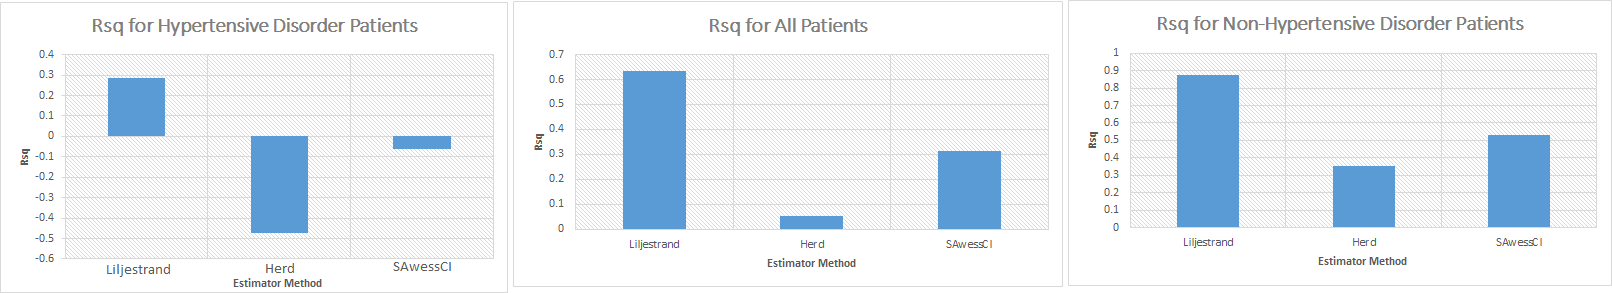 Rsq for Hypertensive Disorder Patients
0.4
0.3
0.2
0.1
0
-0.1
-0.2
-0.3
-0.4
-0.5
-0.6
Rsq
Liljestrand Herd SAwessCI
Estimator Method
Rsq for All Patients
0.7
0.6
0.5
0.4
0.3
0.2
0.1
0
Rsq
Liljestrand Herd SAwessCI
Estimator Method
Rsq for Non-Hypertensive Disorder Patients
1
0.9
0.8
0.7
0.6
0.5
0.4
0.3
0.2
0.1
0
Rsq
Liljestrand Herd SAwessCI
Estimator Method